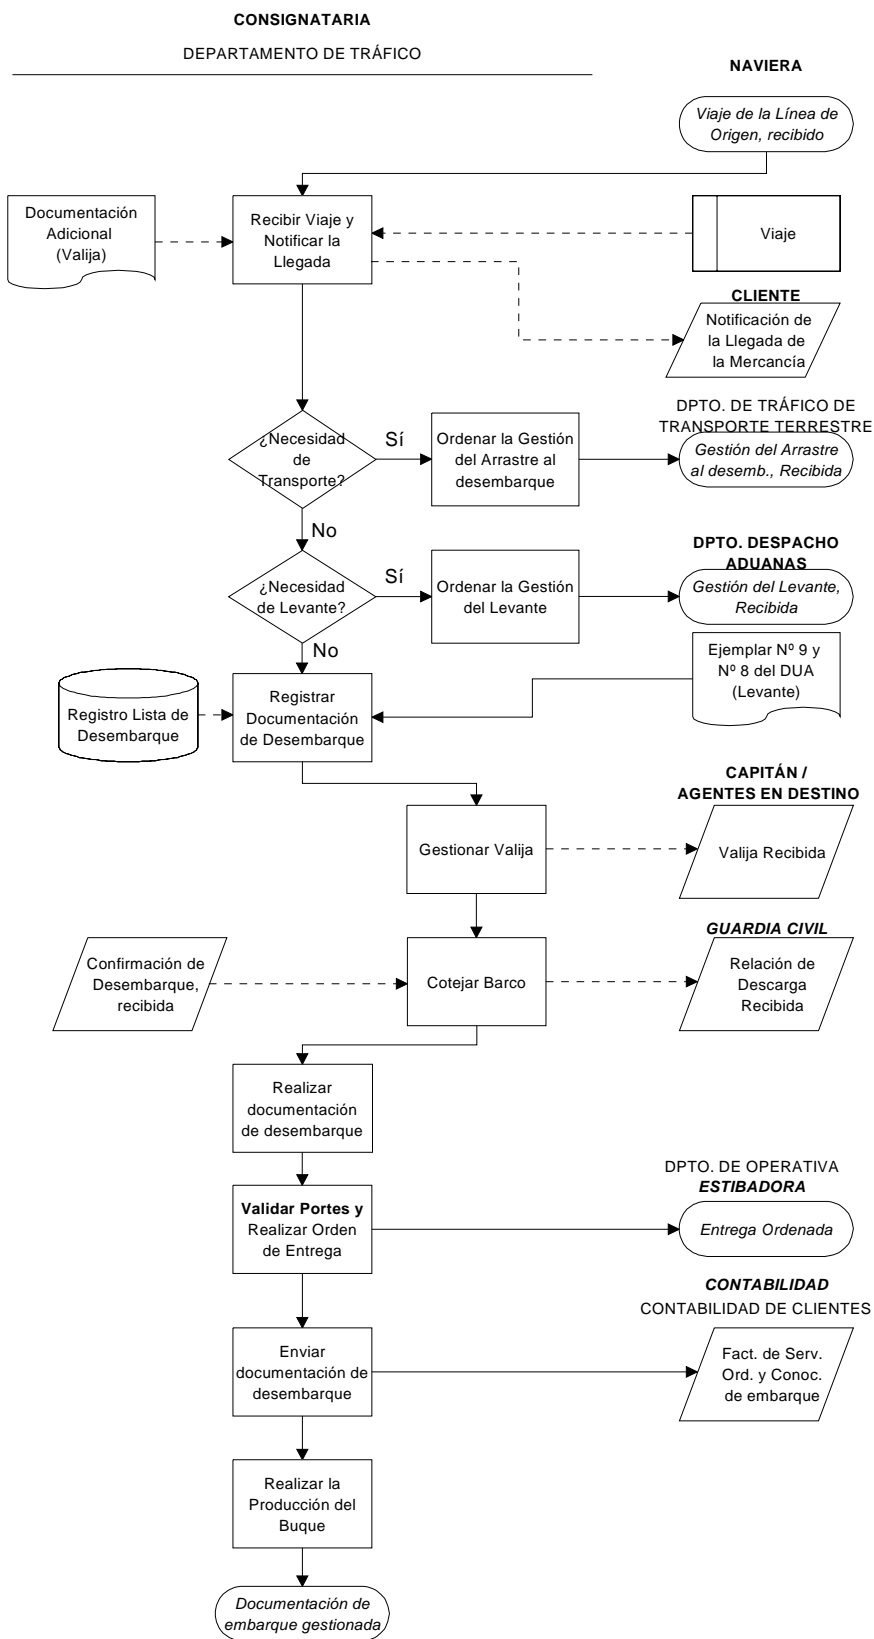 CONSIGNATARIA
DEPARTAMENTO DE TRÁFICO
NAVIERA
Viaje de la Línea de
Origen, recibido
Documentación
Adicional
(Valija)
Recibir Viaje y
Notificar la
Llegada
Viaje
CLIENTE
Notificación de
la Llegada de
la Mercancía
¿Necesidad
de
Transporte?
Sí
No
Ordenar la Gestión
del Arrastre al
desembarque
DPTO. DE TRÁFICO DE
TRANSPORTE TERRESTRE
Gestión del Arrastre
al desemb., Recibida
¿Necesidad
de Levante?
Sí
No
Ordenar la Gestión
del Levante
DPTO. DESPACHO
ADUANAS
Gestión del Levante,
Recibida
Registro Lista de
Desembarque
Registrar
Documentación
de Desembarque
Ejemplar Nº 9 y
Nº 8 del DUA
(Levante)
Gestionar Valija
CAPITÁN /
AGENTES EN DESTINO
Valija Recibida
Confirmación de
Desembarque,
recibida
Cotejar Barco
GUARDIA CIVIL
Relación de
Descarga
Recibida
Realizar
documentación
de desembarque
Validar Portes y
Realizar Orden
de Entrega
DPTO. DE OPERATIVA
ESTIBADORA
Entrega Ordenada
Enviar
documentación de
desembarque
CONTABILIDAD
CONTABILIDAD DE CLIENTES
Fact. de Serv.
Ord. y Conoc.
de embarque
Realizar la
Producción del
Buque
Documentación de
embarque gestionada